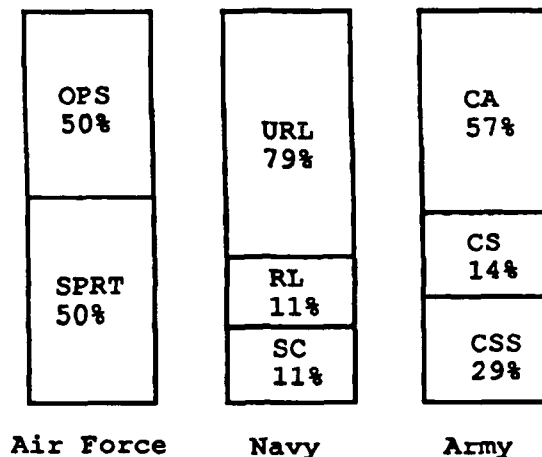 OPS
50%
SPRT
50%
URL
79%
RL
11%
SC
11%
CA
57%
CS
14%
CSS
29%
Air Force
Navy
Army